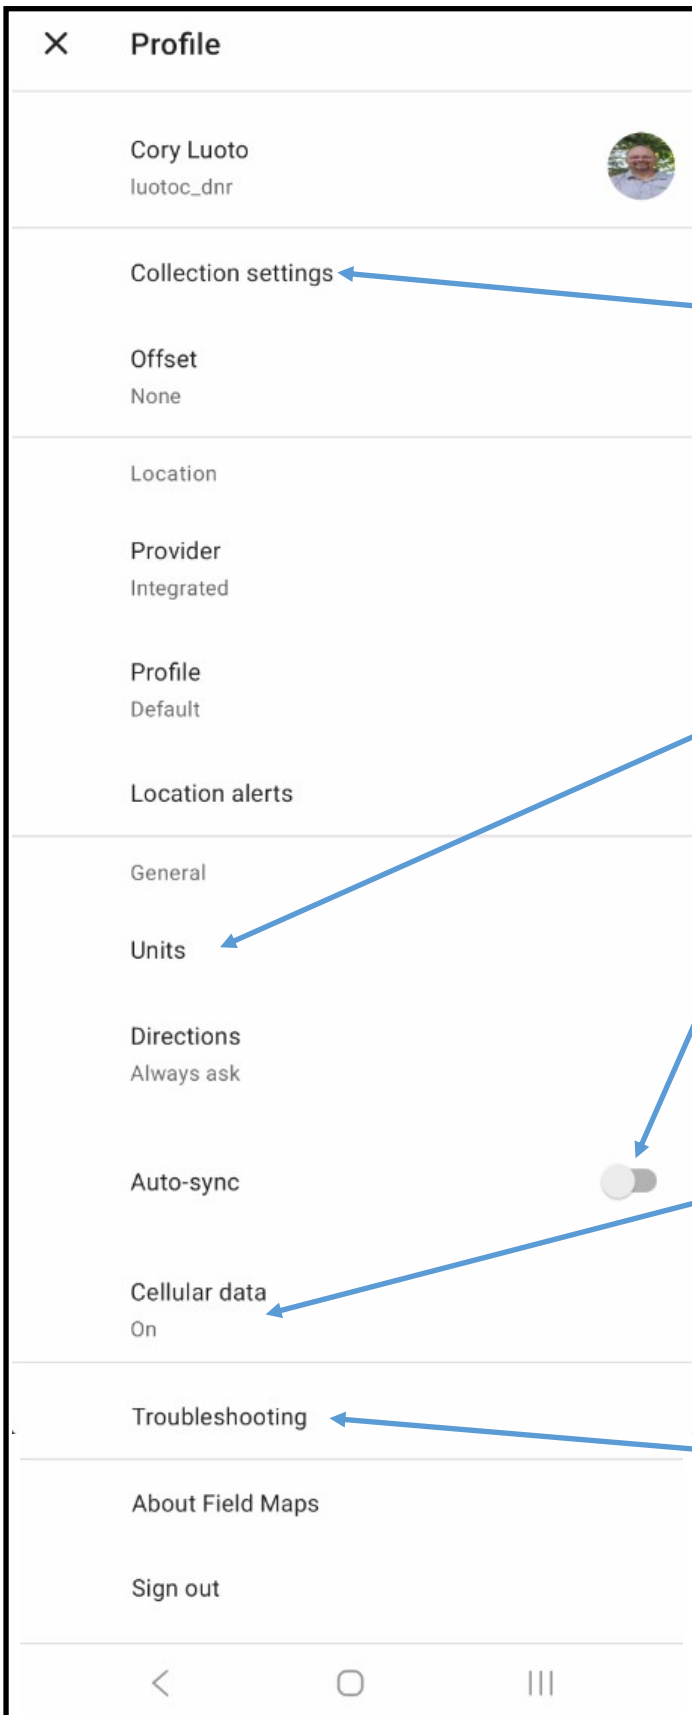 Profile
Cory Luoto
luotoc_dnr
Collection settings
Offset
None
Location
Provider
Integrated
Profile
Default
Location alerts
General
Units
Directions
Always ask
Auto-sync
Cellular data
On
Troubleshooting
About Field Maps
Sign out